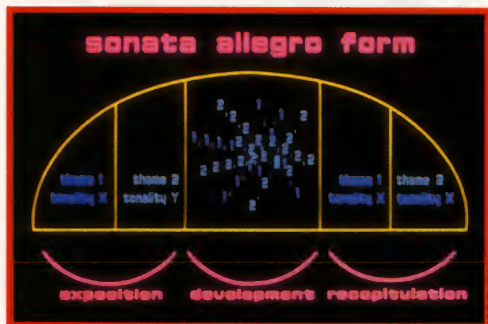 sonata allegro form
theme 1
tonality X
theme 2
tonality Y
theme 1
tonality X
theme 2
tonality X
exposition
development
recapitulation